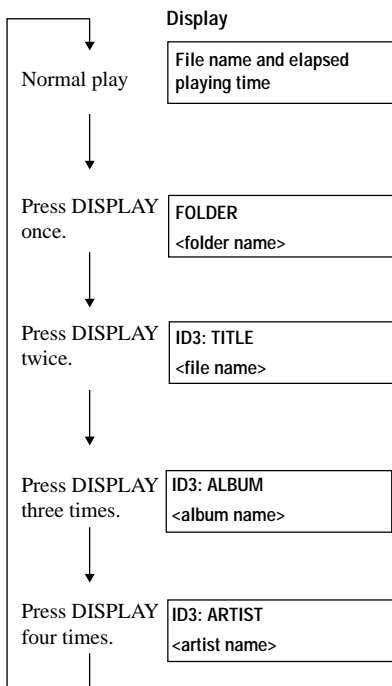 Display
Normal play
File name and elapsed
playing time
Press DISPLAY
once.
FOLDER
<folder name>
Press DISPLAY
twice.
ID3: TITLE
<file name>
Press DISPLAY
three times.
ID3: ALBUM
<album name>
Press DISPLAY
four times.
ID3: ARTIST
<artist name>